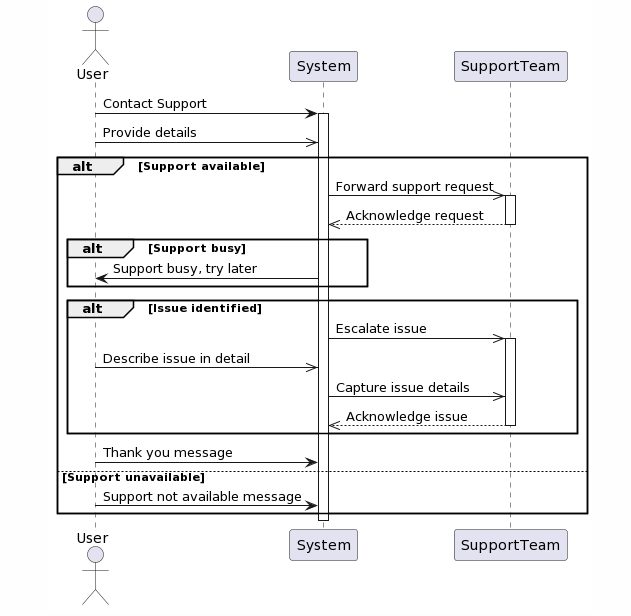 User
System
SupportTeam
Contact Support
Provide details
alt
[Support available]
Forward support request
Acknowledge request
alt
[Support busy]
Support busy, try later
alt
[Issue identified]
Escalate issue
Describe issue in detail
Capture issue details
Acknowledge issue
Thank you message
[Support unavailable]
Support not available message
User
System
SupportTeam